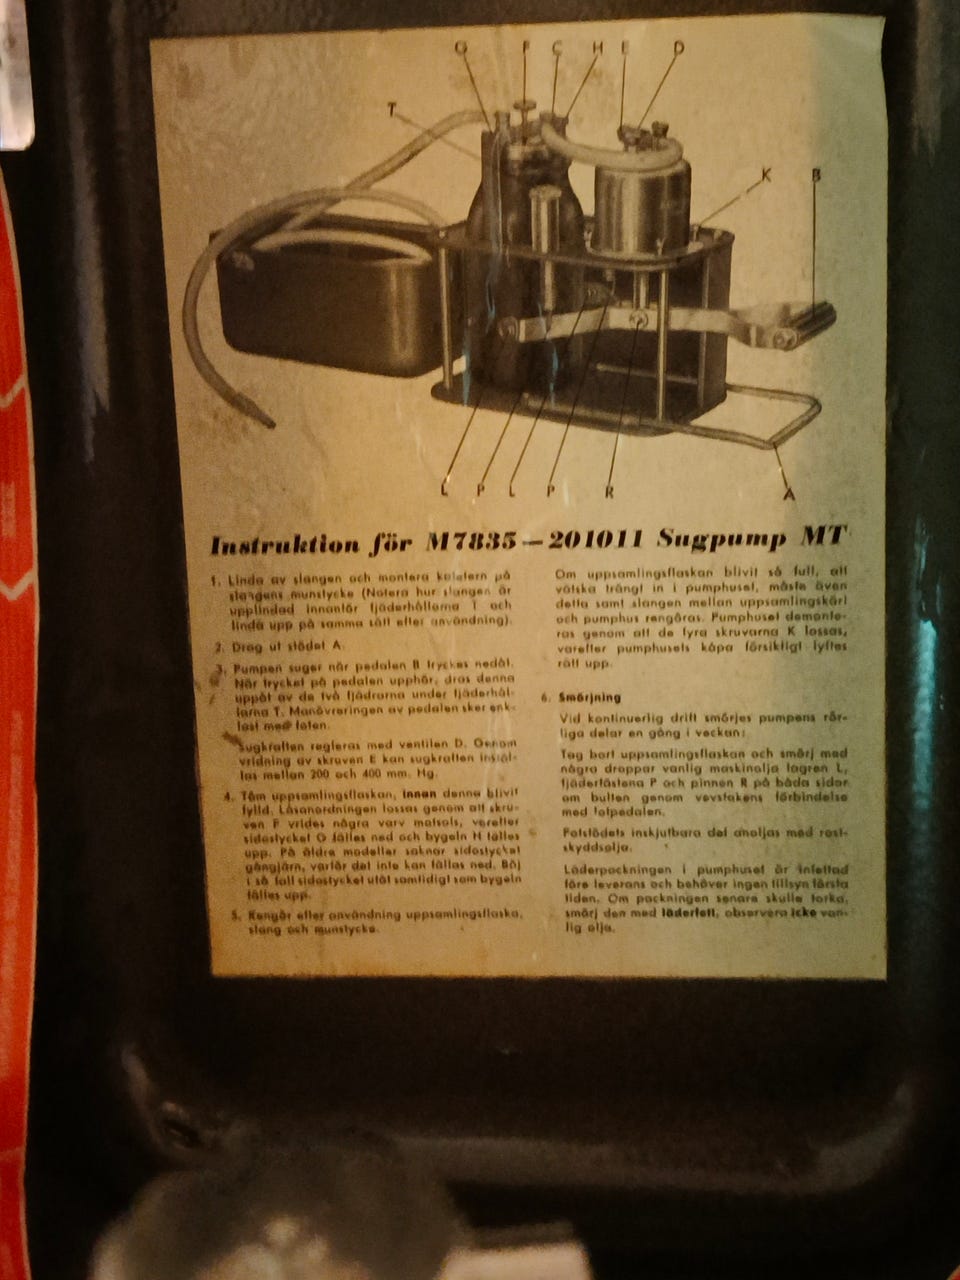 G F C H E D
T
K B
L P L P R A
Instruktion för M7835—201011 Sugpump MT
1. Linda av slangen och montera katetern på
slangens munstycke (Notera hur slangen är
upplindad innanför fjäderhållarna T och
linda upp på samma sätt efter användning).
2. Drag ut stödet A.
3. Pumpen suger när pedalen B tryckes nedåt.
När trycket på pedalen upphör, dras denna
uppåt av de två fjädrarna under fjäderhål-
larna T. Manövreringen av pedalen sker enk-
last med foten.
Sugkraften regleras med ventilen D. Genom
vridning av skruven E kan sugkraften instäl-
las mellan 200 och 400 mm. Hg.
4. Töm uppsamlingsflaskan, innan denna blivit
fylld. Låsanordningen lossas genom att skru-
ven F vrides några varv motsols, varefter
sidostycket G fälles ned och bygeln H fälles
upp. På äldre modeller saknar sidostycket
gångjärn, varför det inte kan fällas ned. Böj
i så fall sidostycket utåt samtidigt som bygeln
fälles upp.
5. Rengör efter användning uppsamlingsflaska,
slang och munstycke.
Om uppsamlingsflaskan blivit så full, att
vätska trängt in i pumphuset, måste även
detta samt slangen mellan uppsamlingskärl
och pumphus rengöras. Pumphuset demonte-
ras genom att de fyra skruvarna K lossas,
varefter pumphusets kåpa försiktigt lyftes
rätt upp.
6. Smörjning
Vid kontinuerlig drift smörjes pumpens rör-
liga delar en gång i veckan:
Tag bort uppsamlingsflaskan och smörj med
några droppar vanlig maskinolja lagren L,
fjäderfästena P och pinnen R på båda sidor
om bulten genom vevstakens förbindelse
med fotpedalen.
Fotstödets inskjutbara del anoljas med rost-
skyddsolja.
Läderpackningen i pumphuset är infettad
före leverans och behöver ingen tillsyn första
tiden. Om packningen senare skulle torka,
smörj den med läderfett, observera icke van-
lig olja.